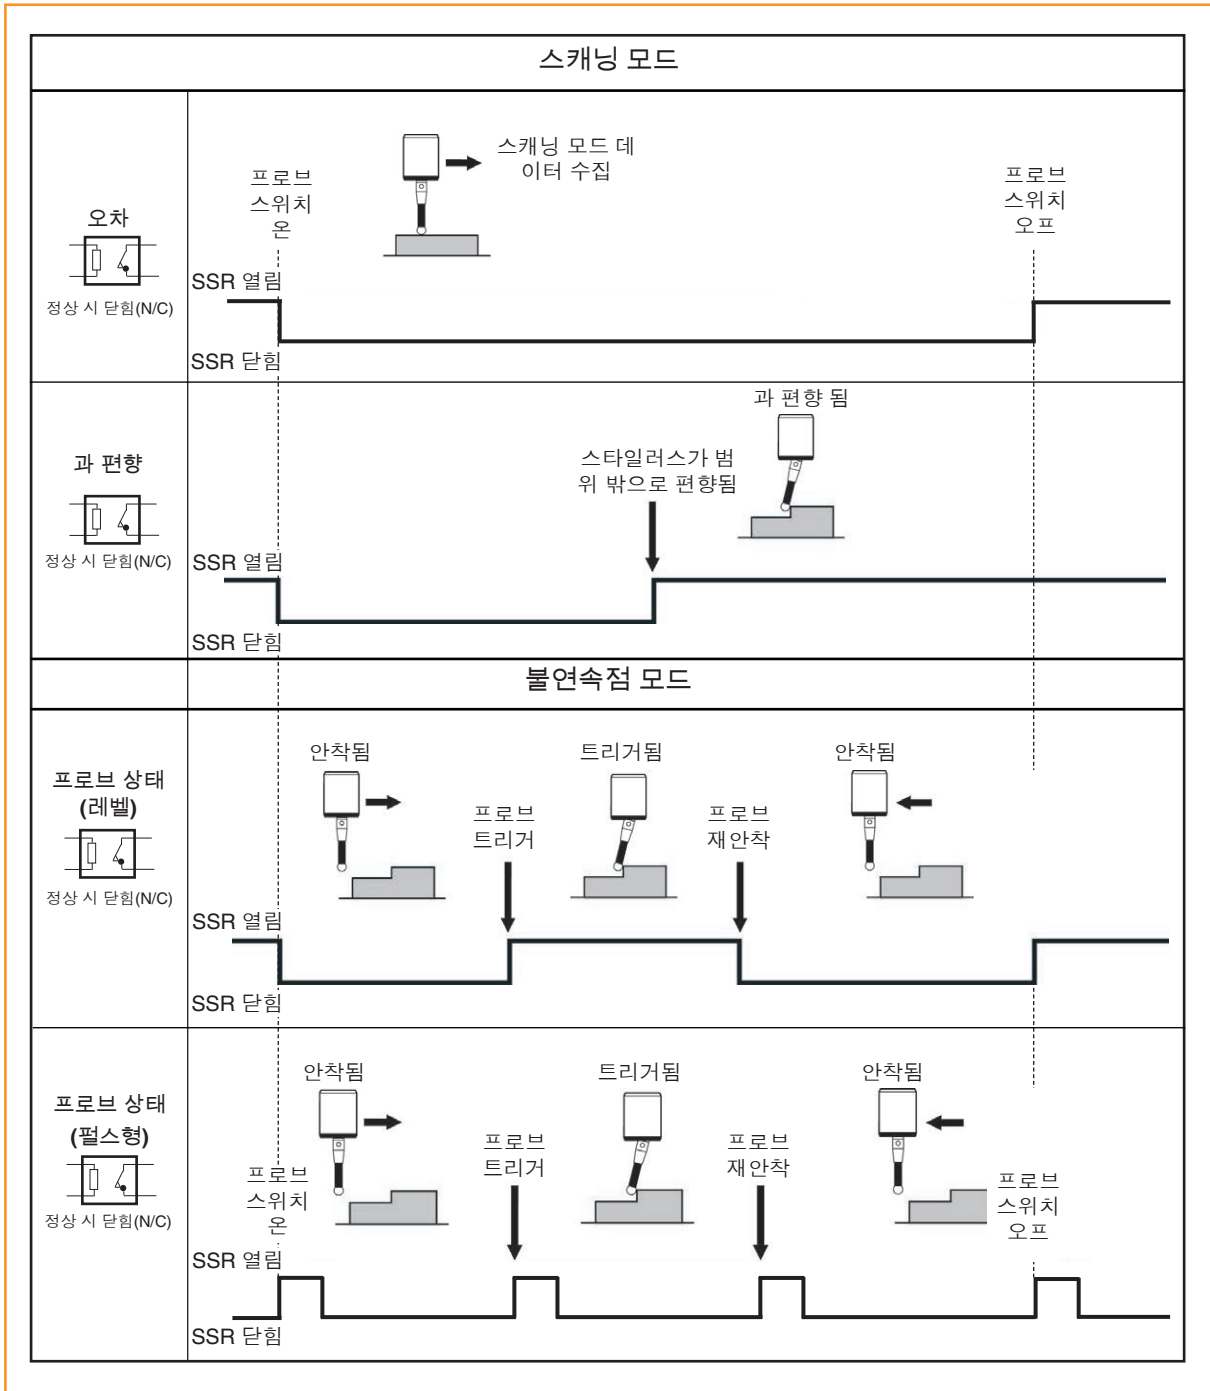 스캐닝 모드
오차
정상 시 닫힘(N/C)
프로브
스위치
온
스캐닝 모드 데
이터 수집
프로브
스위치
오프
SSR 열림
SSR 닫힘
과 편향
정상 시 닫힘(N/C)
과 편향 됨
스타일러스가 범
위 밖으로 편향됨
SSR 열림
SSR 닫힘
불연속점 모드
프로브 상태
(레벨)
정상 시 닫힘(N/C)
안착됨
프로브
트리거
트리거됨
프로브
재안착
안착됨
SSR 열림
SSR 닫힘
프로브 상태
(펄스형)
정상 시 닫힘(N/C)
프로브
스위치
온
안착됨
프로브
트리거
트리거됨
프로브
재안착
안착됨
프로브
스위치
오프
SSR 열림
SSR 닫힘